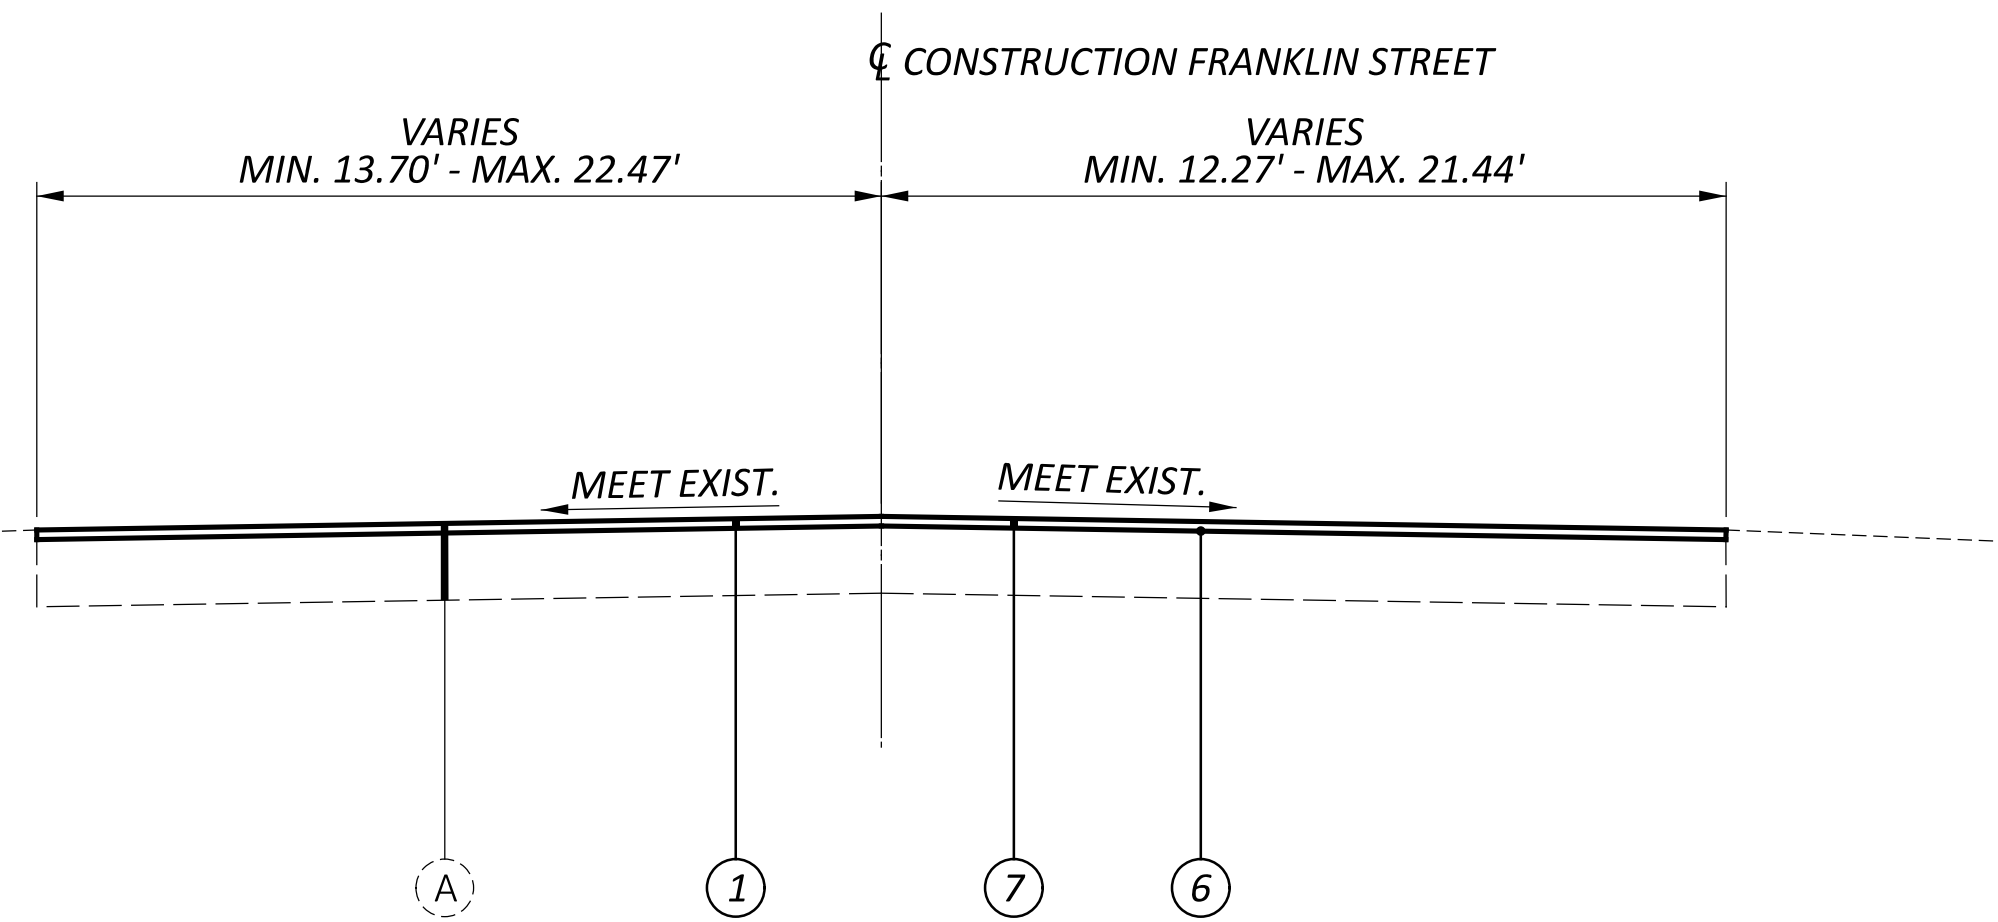 ℄ CONSTRUCTION FRANKLIN STREET
VARIES
MIN. 13.70' - MAX. 22.47'
VARIES
MIN. 12.27' - MAX. 21.44'
MEET EXIST.
MEET EXIST.
A
1
7
6